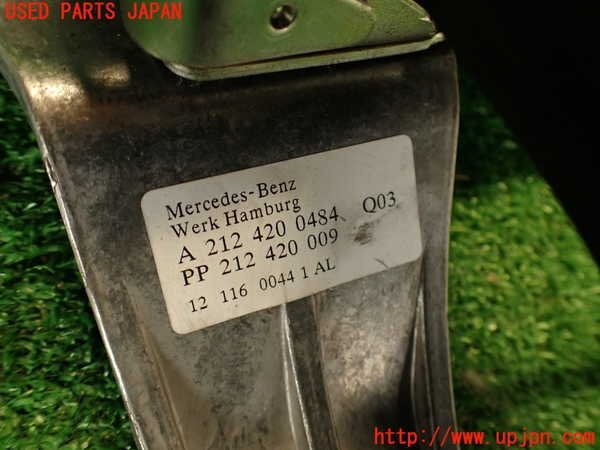 USED PARTS JAPAN
Mercedes-Benz
Werk Hamburg
A 212 420 0484 Q03
PP 212 420 009
12 116 0044 1 AL
http://www.upjpn.com